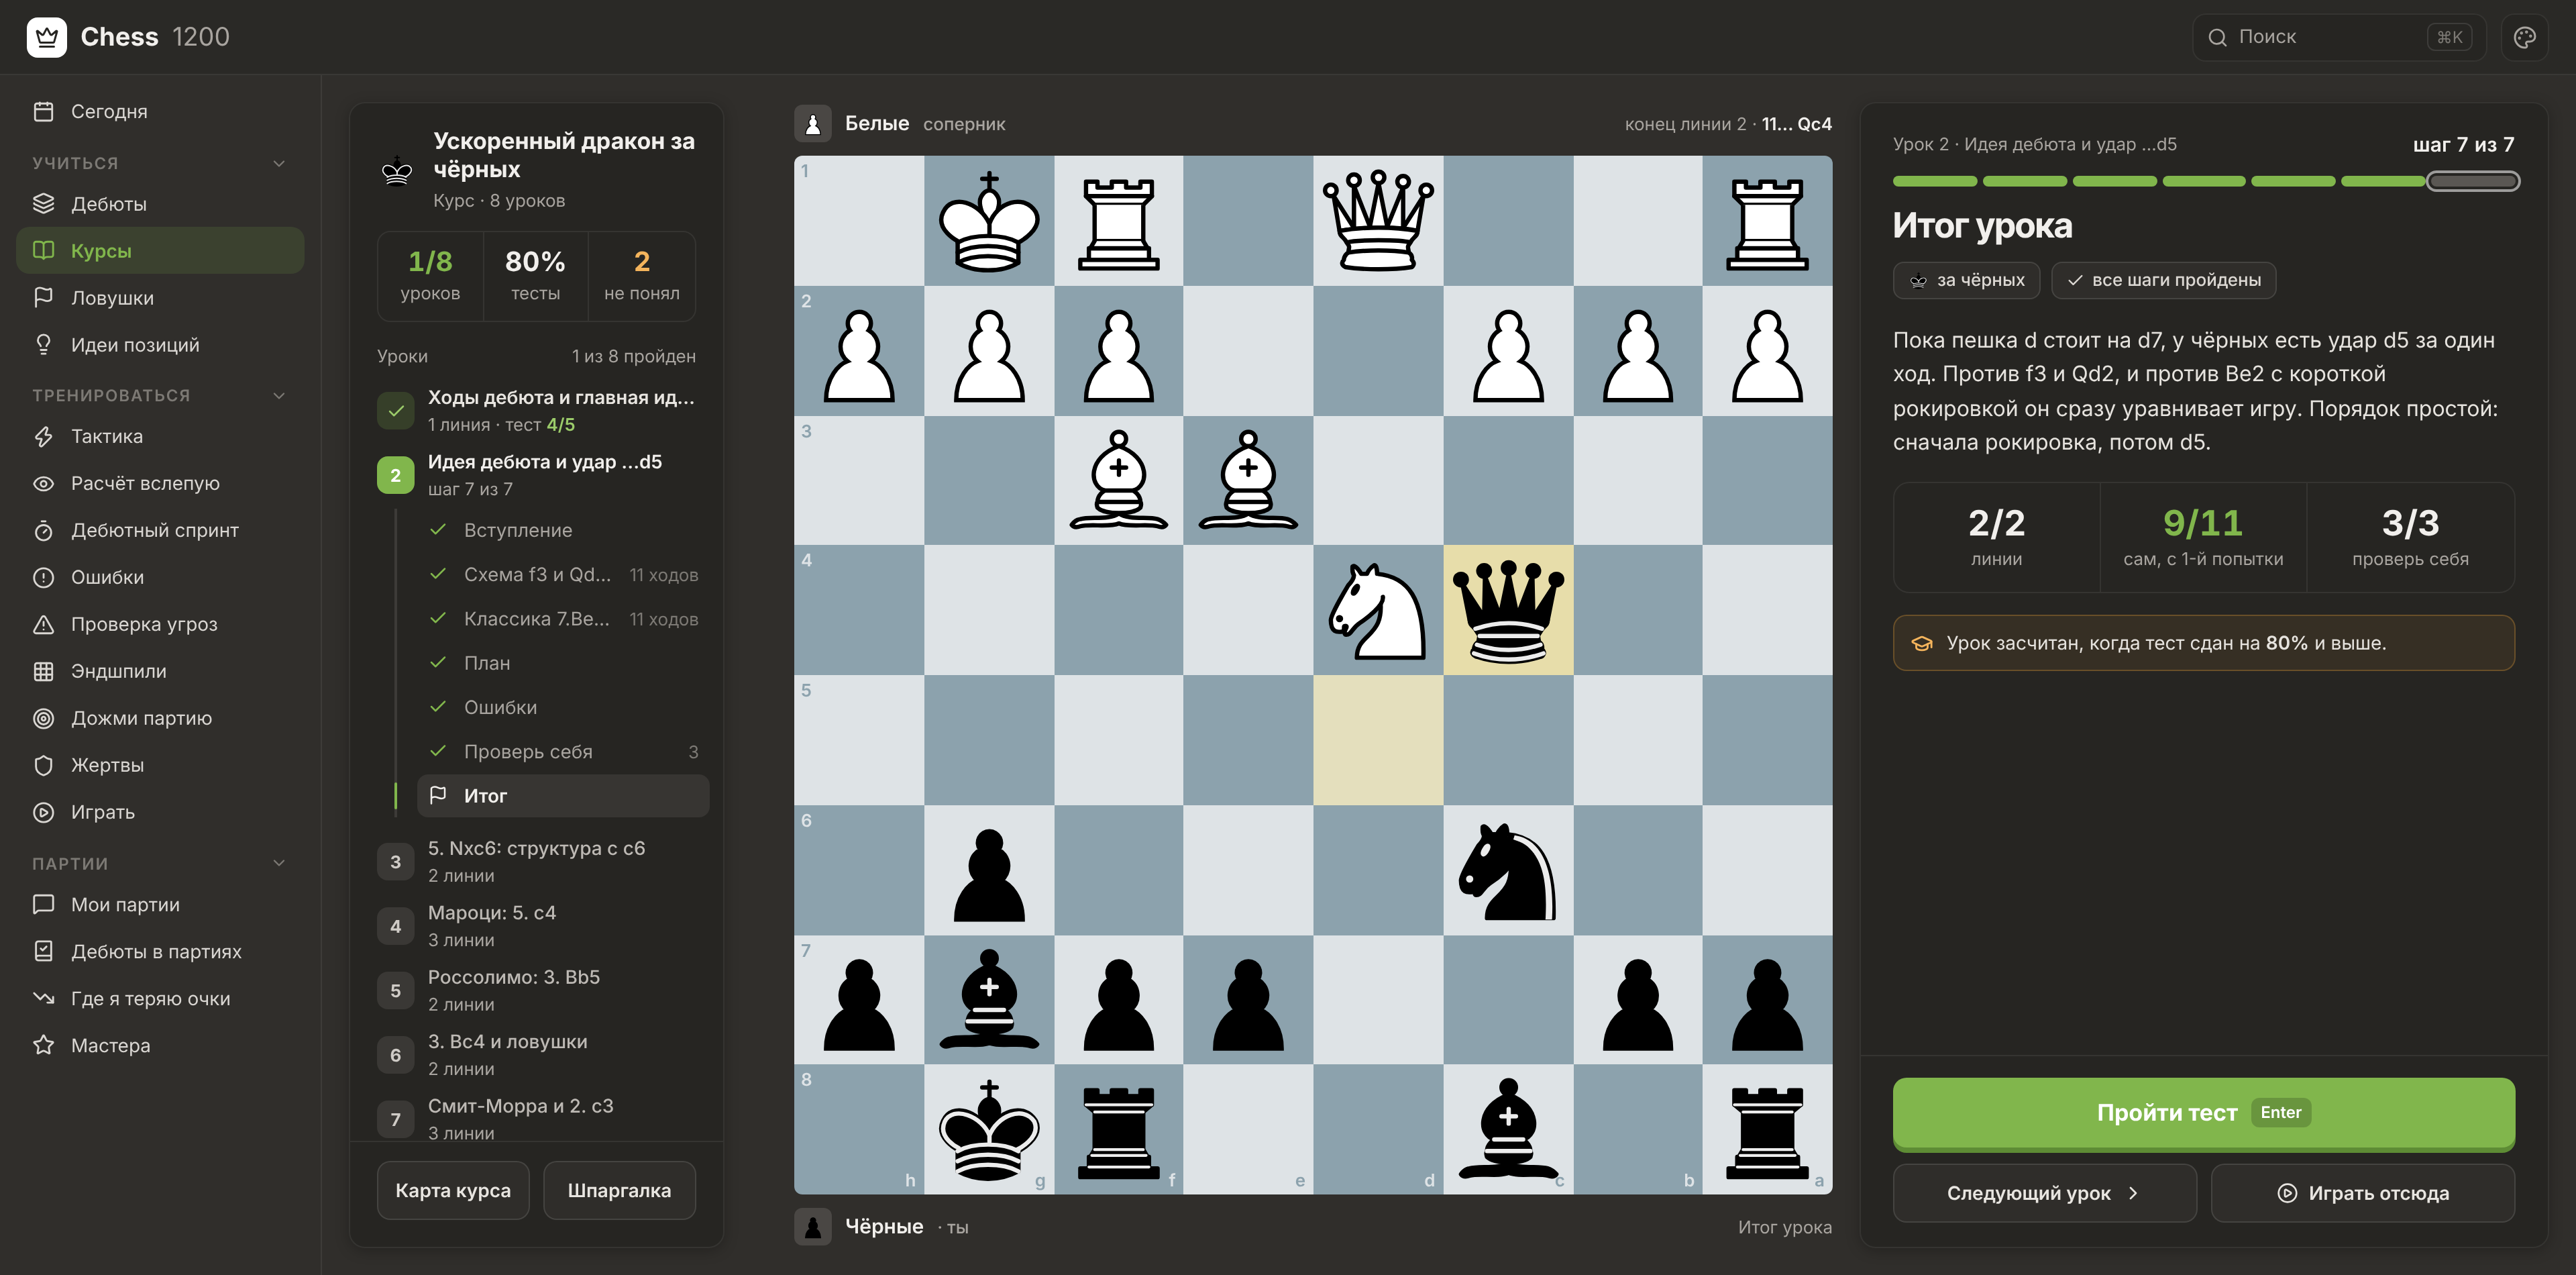 Chess 1200
Поиск ⌘K
Сегодня
УЧИТЬСЯ
Дебюты
Курсы
Ловушки
Идеи позиций
ТРЕНИРОВАТЬСЯ
Тактика
Расчёт вслепую
Дебютный спринт
Ошибки
Проверка угроз
Эндшпили
Дожми партию
Жертвы
Играть
ПАРТИИ
Мои партии
Дебюты в партиях
Где я теряю очки
Мастера
Ускоренный дракон за
чёрных
Курс · 8 уроков
1/8 80% 2
уроков тесты не понял
Уроки 1 из 8 пройден
Ходы дебюта и главная ид...
1 линия · тест 4/5
2 Идея дебюта и удар ...d5
шаг 7 из 7
Вступление
Схема f3 и Qd... 11 ходов
Классика 7.Be... 11 ходов
План
Ошибки
Проверь себя 3
Итог
3 5. Nxc6: структура с c6
2 линии
4 Мароци: 5. c4
3 линии
5 Россолимо: 3. Bb5
2 линии
6 3. Bc4 и ловушки
2 линии
7 Смит-Морра и 2. c3
3 линии
Карта курса Шпаргалка
Белые соперник конец линии 2 · 11... Qc4
1
2
3
4
5
6
7
8
h g f e d c b a
Чёрные · ты Итог урока
Урок 2 · Идея дебюта и удар ...d5 шаг 7 из 7
Итог урока
за чёрных все шаги пройдены
Пока пешка d стоит на d7, у чёрных есть удар d5 за один
ход. Против f3 и Qd2, и против Be2 с короткой
рокировкой он сразу уравнивает игру. Порядок простой:
сначала рокировка, потом d5.
2/2 9/11 3/3
линии сам, с 1-й попытки проверь себя
Урок засчитан, когда тест сдан на 80% и выше.
Пройти тест Enter
Следующий урок Играть отсюда